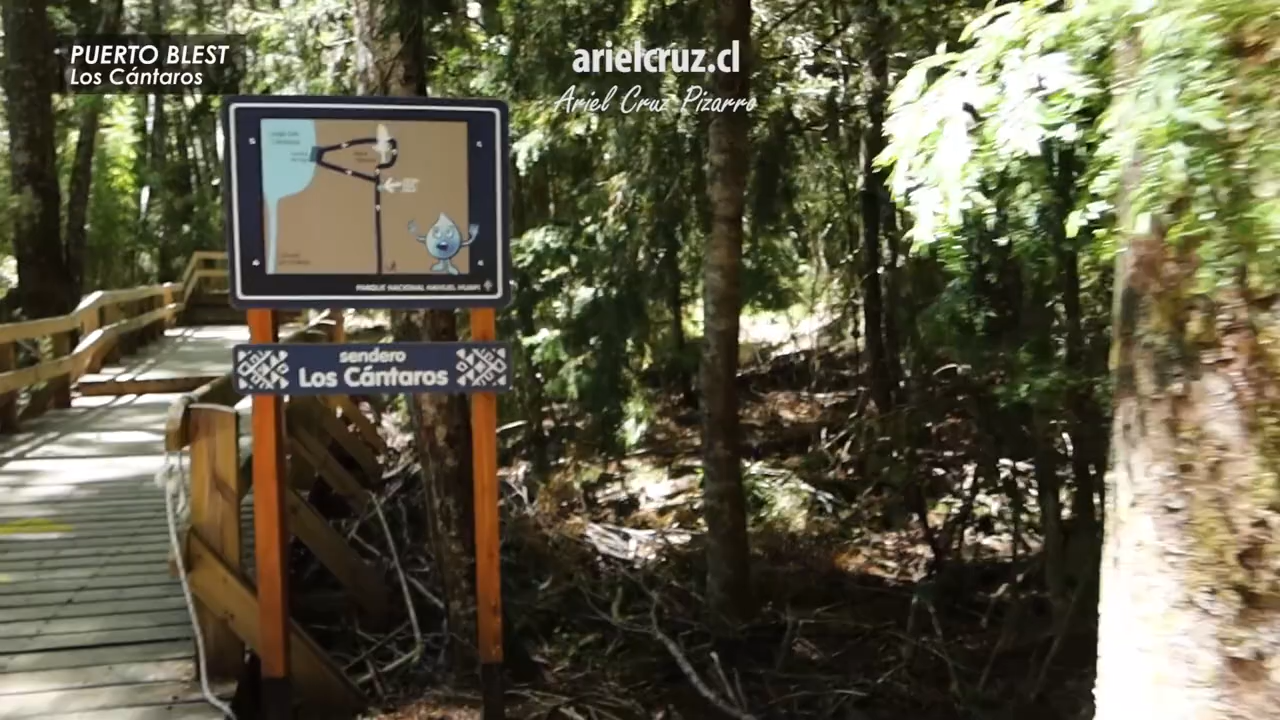 PUERTO BLEST
Los Cántaros
arielcruz.cl
Ariel Cruz Pizarro
PARQUE NACIONAL NAHUEL HUAPI
sendero
Los Cántaros